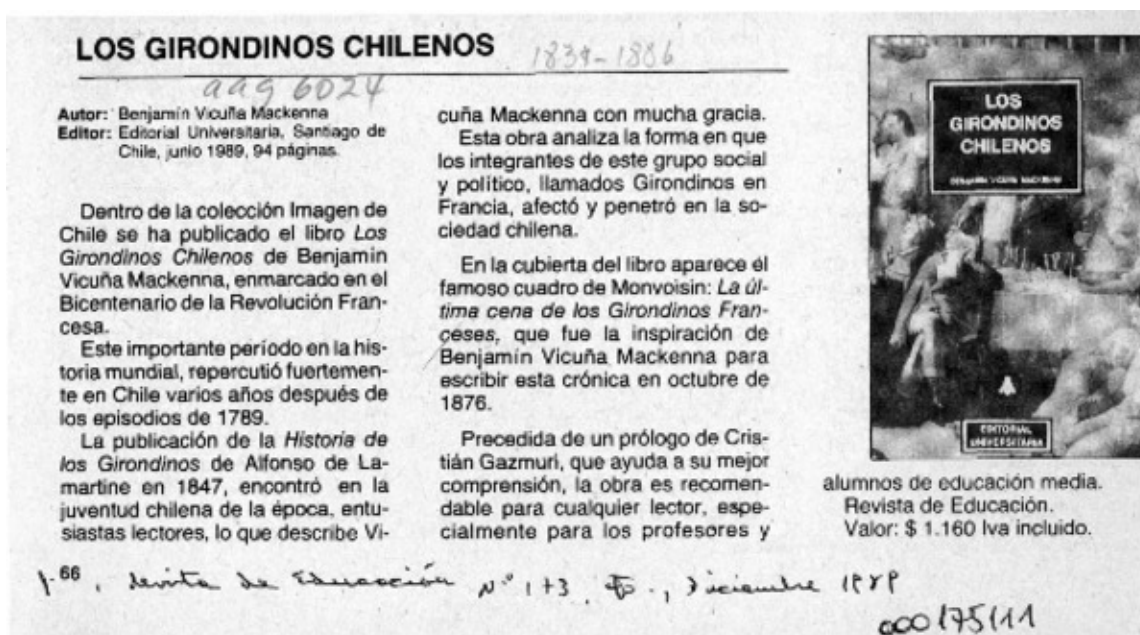 LOS GIRONDINOS CHILENOS
1834-1886
aag 6024
Autor: Benjamín Vicuña Mackenna
Editor: Editorial Universitaria, Santiago de
Chile, junio 1989, 94 páginas.
Dentro de la colección Imagen de
Chile se ha publicado el libro Los
Girondinos Chilenos de Benjamín
Vicuña Mackenna, enmarcado en el
Bicentenario de la Revolución Fran-
cesa.
Este importante período en la his-
toria mundial, repercutió fuertemen-
te en Chile varios años después de
los episodios de 1789.
La publicación de la Historia de
los Girondinos de Alfonso de La-
martine en 1847, encontró en la
juventud chilena de la época, entu-
siastas lectores, lo que describe Vi-
cuña Mackenna con mucha gracia.
Esta obra analiza la forma en que
los integrantes de este grupo social
y político, llamados Girondinos en
Francia, afectó y penetró en la so-
ciedad chilena.
En la cubierta del libro aparece el
famoso cuadro de Monvoisin: La úl-
tima cena de los Girondinos Fran-
ceses, que fue la inspiración de
Benjamín Vicuña Mackenna para
escribir esta crónica en octubre de
1876.
Precedida de un prólogo de Cris-
tián Gazmuri, que ayuda a su mejor
comprensión, la obra es recomen-
dable para cualquier lector, espe-
cialmente para los profesores y
LOS
GIRONDINOS
CHILENOS
BENJAMIN VICUÑA MACKENNA
EDITORIAL
UNIVERSITARIA
alumnos de educación media.
Revista de Educación.
Valor: $ 1.160 Iva incluido.
p. 66, Revista de Educación N° 173, Diciembre 1989
000175111